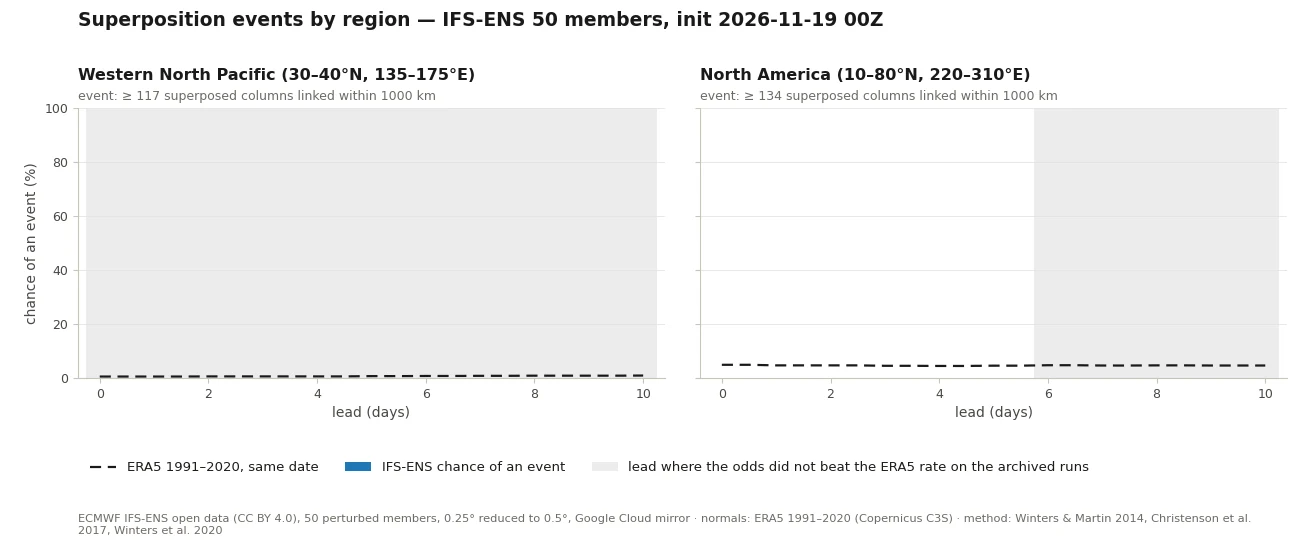 Superposition events by region — IFS-ENS 50 members, init 2026-11-19 00Z
Western North Pacific (30–40°N, 135–175°E)
event: ≥ 117 superposed columns linked within 1000 km
North America (10–80°N, 220–310°E)
event: ≥ 134 superposed columns linked within 1000 km
chance of an event (%)
100
80
60
40
20
0
0 2 4 6 8 10
lead (days)
0 2 4 6 8 10
lead (days)
ERA5 1991–2020, same date
IFS-ENS chance of an event
lead where the odds did not beat the ERA5 rate on the archived runs
ECMWF IFS-ENS open data (CC BY 4.0), 50 perturbed members, 0.25° reduced to 0.5°, Google Cloud mirror · normals: ERA5 1991–2020 (Copernicus C3S) · method: Winters & Martin 2014, Christenson et al.
2017, Winters et al. 2020